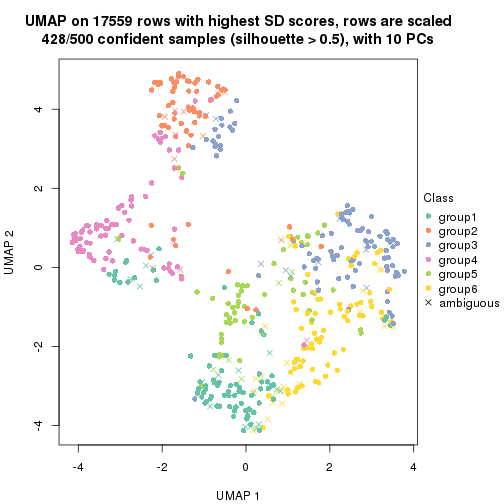 UMAP on 17559 rows with highest SD scores, rows are scaled
428/500 confident samples (silhouette > 0.5), with 10 PCs
4
2
0
-2
-4
UMAP 2
-4
-2
0
2
4
UMAP 1
Class
group1
group2
group3
group4
group5
group6
ambiguous